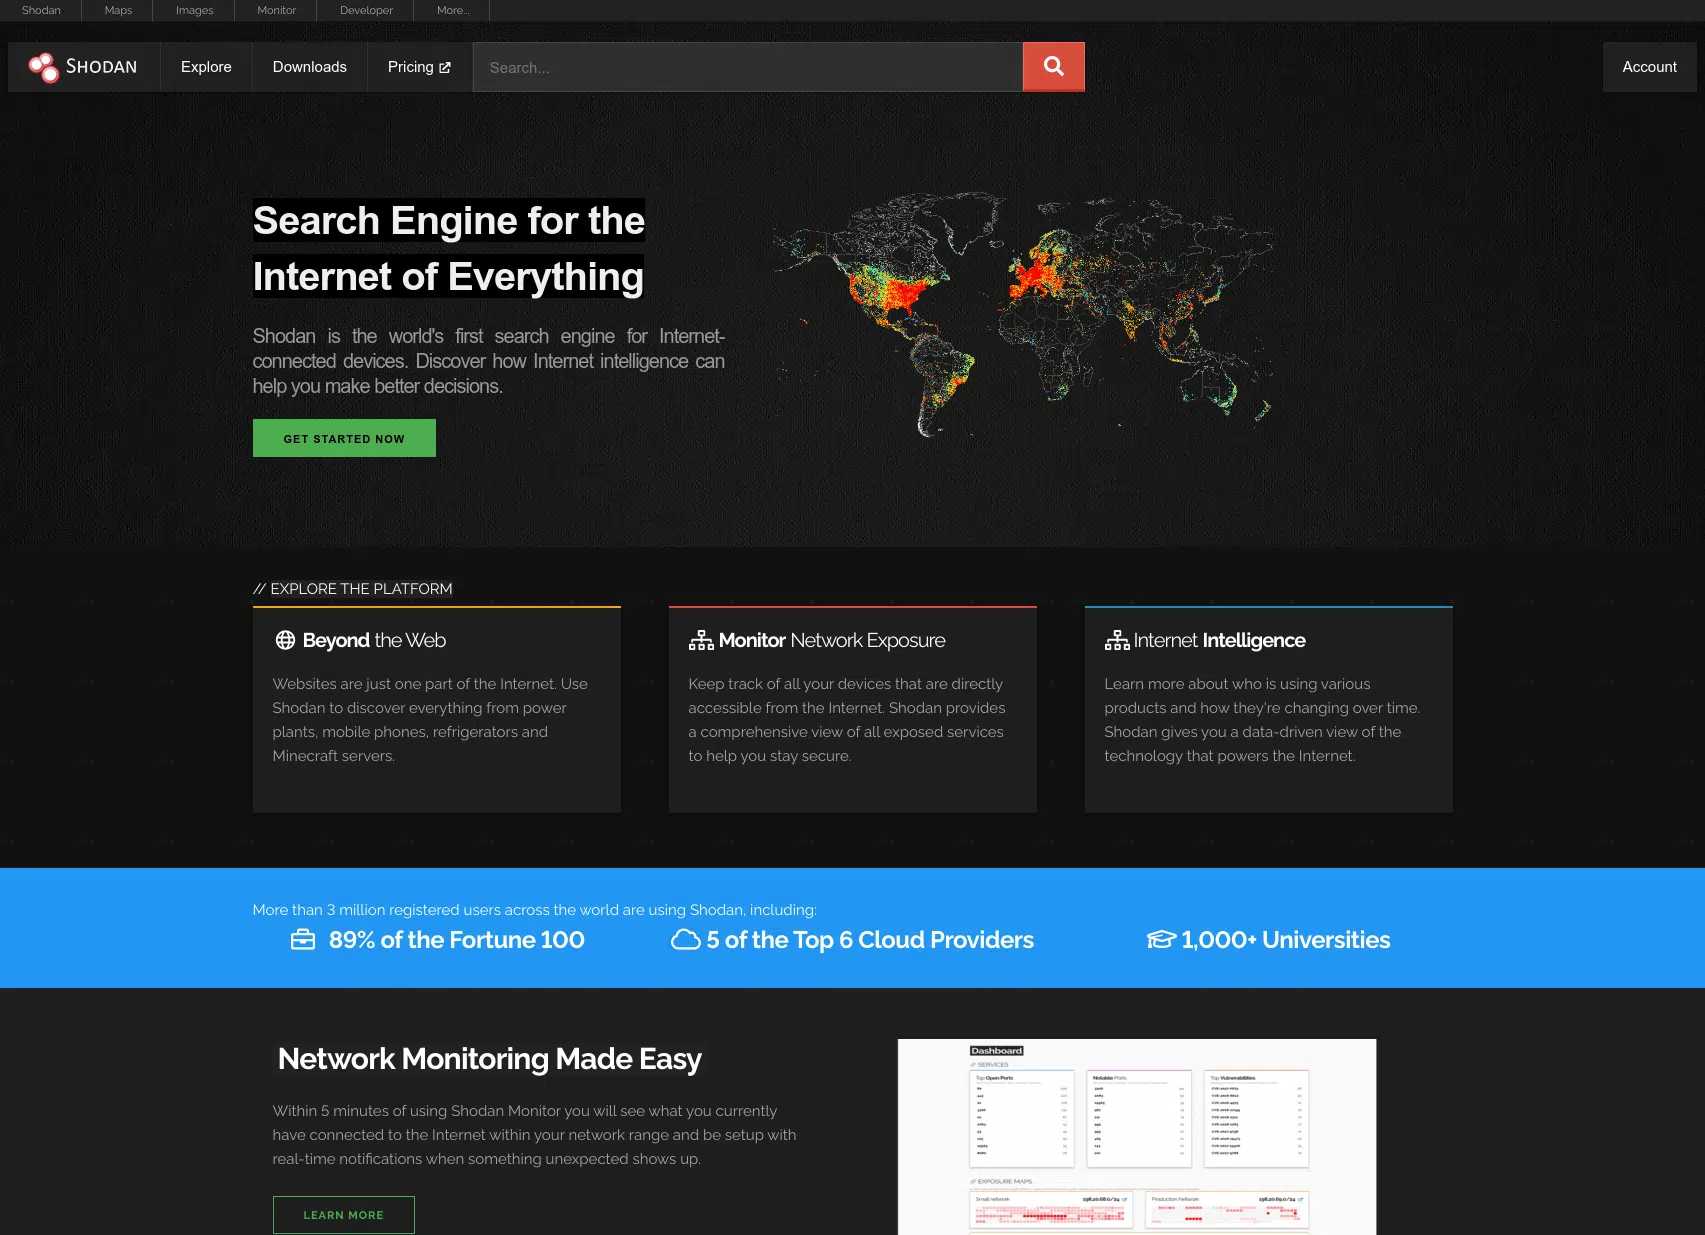 Shodan Maps Images Monitor Developer More...
SHODAN Explore Downloads Pricing Search... Account
Search Engine for the
Internet of Everything
Shodan is the world's first search engine for Internet-
connected devices. Discover how Internet intelligence can
help you make better decisions.
GET STARTED NOW
// EXPLORE THE PLATFORM
Beyond the Web
Websites are just one part of the Internet. Use
Shodan to discover everything from power
plants, mobile phones, refrigerators and
Minecraft servers.
Monitor Network Exposure
Keep track of all your devices that are directly
accessible from the Internet. Shodan provides
a comprehensive view of all exposed services
to help you stay secure.
Internet Intelligence
Learn more about who is using various
products and how they're changing over time.
Shodan gives you a data-driven view of the
technology that powers the Internet.
More than 3 million registered users across the world are using Shodan, including:
89% of the Fortune 100
5 of the Top 6 Cloud Providers
1,000+ Universities
Network Monitoring Made Easy
Within 5 minutes of using Shodan Monitor you will see what you currently
have connected to the Internet within your network range and be setup with
real-time notifications when something unexpected shows up.
LEARN MORE
Dashboard
// SERVICES
Top Open Ports
Notable Ports
Top Vulnerabilities
// EXPOSURE MAPS
Small network 198.20.68.0/24
Production Network 198.20.69.0/24